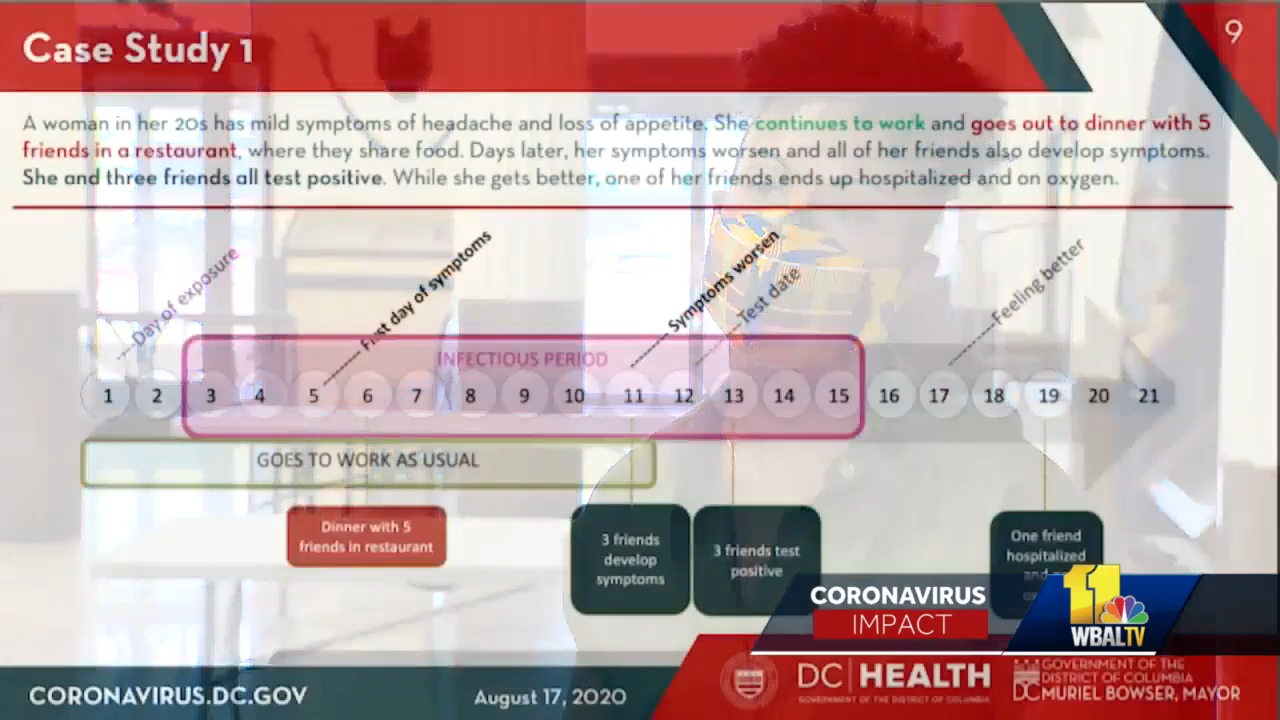 Case Study 1
9
A woman in her 20s has mild symptoms of headache and loss of appetite. She continues to work and goes out to dinner with 5
friends in a restaurant, where they share food. Days later, her symptoms worsen and all of her friends also develop symptoms.
She and three friends all test positive. While she gets better, one of her friends ends up hospitalized and on oxygen.
Day of exposure
First day of symptoms
Symptoms worsen
Test date
Feeling better
INFECTIOUS PERIOD
1 2 3 4 5 6 7 8 9 10 11 12 13 14 15 16 17 18 19 20 21
GOES TO WORK AS USUAL
Dinner with 5
friends in restaurant
3 friends
develop
symptoms
3 friends test
positive
One friend
hospitalized
and on
CORONAVIRUS
IMPACT
11
WBALTV
CORONAVIRUS.DC.GOV
August 17, 2020
DC HEALTH
GOVERNMENT OF THE DISTRICT OF COLUMBIA
GOVERNMENT OF THE
DISTRICT OF COLUMBIA
DC MURIEL BOWSER, MAYOR